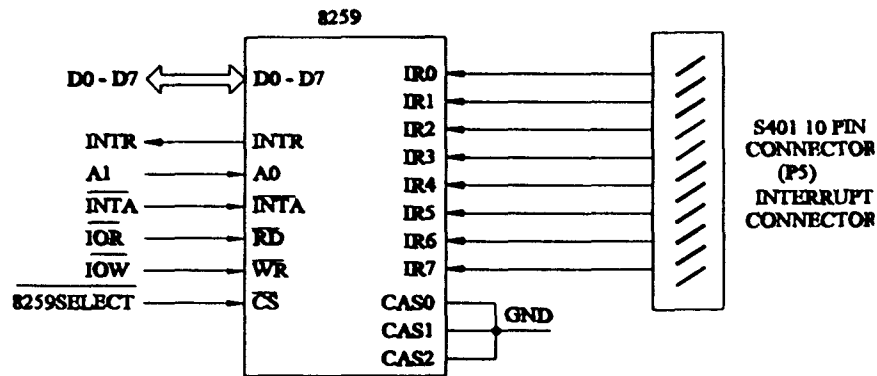 8259
D0 - D7
INTR
A1
INTA
IOR
IOW
8259SELECT
D0 - D7
INTR
A0
INTA
RD
WR
CS
IR0
IR1
IR2
IR3
IR4
IR5
IR6
IR7
CAS0
CAS1
CAS2
GND
S401 10 PIN
CONNECTOR
(P5)
INTERRUPT
CONNECTOR